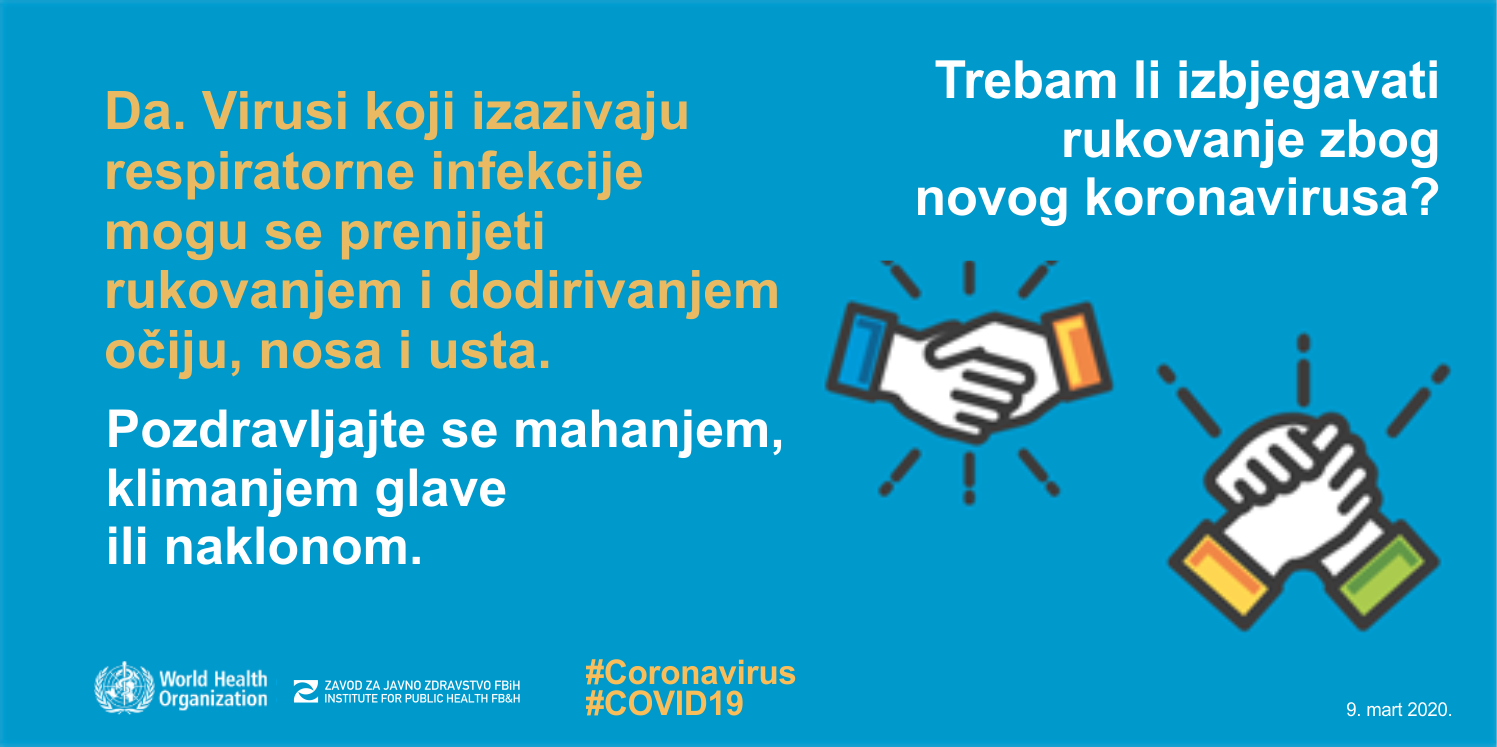 Trebam li izbjegavati
rukovanje zbog
novog koronavirusa?
Da. Virusi koji izazivaju
respiratorne infekcije
mogu se prenijeti
rukovanjem i dodirivanjem
očiju, nosa i usta.
Pozdravljajte se mahanjem,
klimanjem glave
ili naklonom.
World Health
Organization
ZAVOD ZA JAVNO ZDRAVSTVO FBiH
INSTITUTE FOR PUBLIC HEALTH FB&H
#Coronavirus
#COVID19
9. mart 2020.